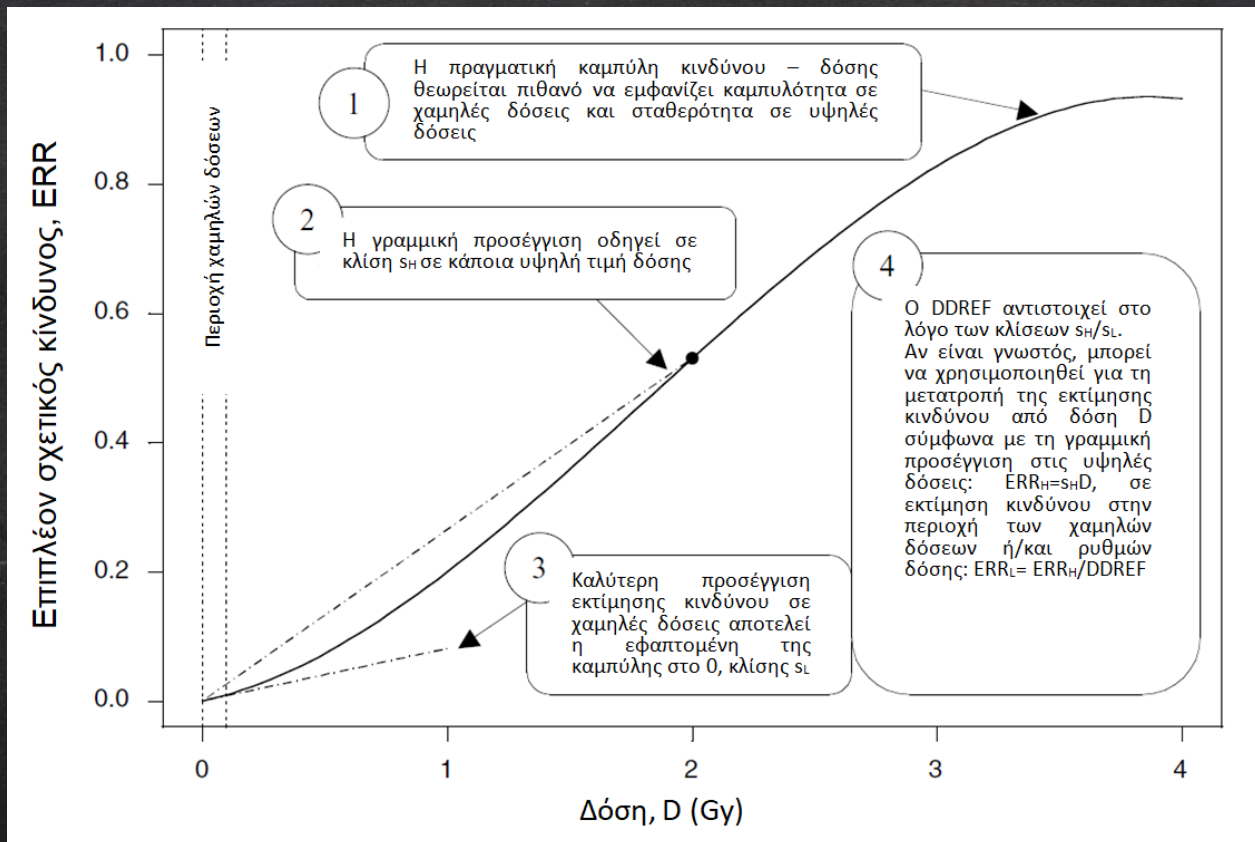 1.0
0.8
0.6
0.4
0.2
0.0
Επιπλέον σχετικός κίνδυνος, ERR
Περιοχή χαμηλών δόσεων
1
Η πραγματική καμπύλη κινδύνου – δόσης
θεωρείται πιθανό να εμφανίζει καμπυλότητα σε
χαμηλές δόσεις και σταθερότητα σε υψηλές
δόσεις
2
Η γραμμική προσέγγιση οδηγεί σε
κλίση sH σε κάποια υψηλή τιμή δόσης
3
Καλύτερη προσέγγιση
εκτίμησης κινδύνου σε
χαμηλές δόσεις αποτελεί
η εφαπτομένη της
καμπύλης στο 0, κλίσης sL
4
Ο DDREF αντιστοιχεί στο
λόγο των κλίσεων sH/sL.
Αν είναι γνωστός, μπορεί
να χρησιμοποιηθεί για τη
μετατροπή της εκτίμησης
κινδύνου από δόση D
σύμφωνα με τη γραμμική
προσέγγιση στις υψηλές
δόσεις: ERRH=sHD, σε
εκτίμηση κινδύνου στην
περιοχή των χαμηλών
δόσεων ή/και ρυθμών
δόσης: ERRL= ERRH/DDREF
0
1
2
3
4
Δόση, D (Gy)